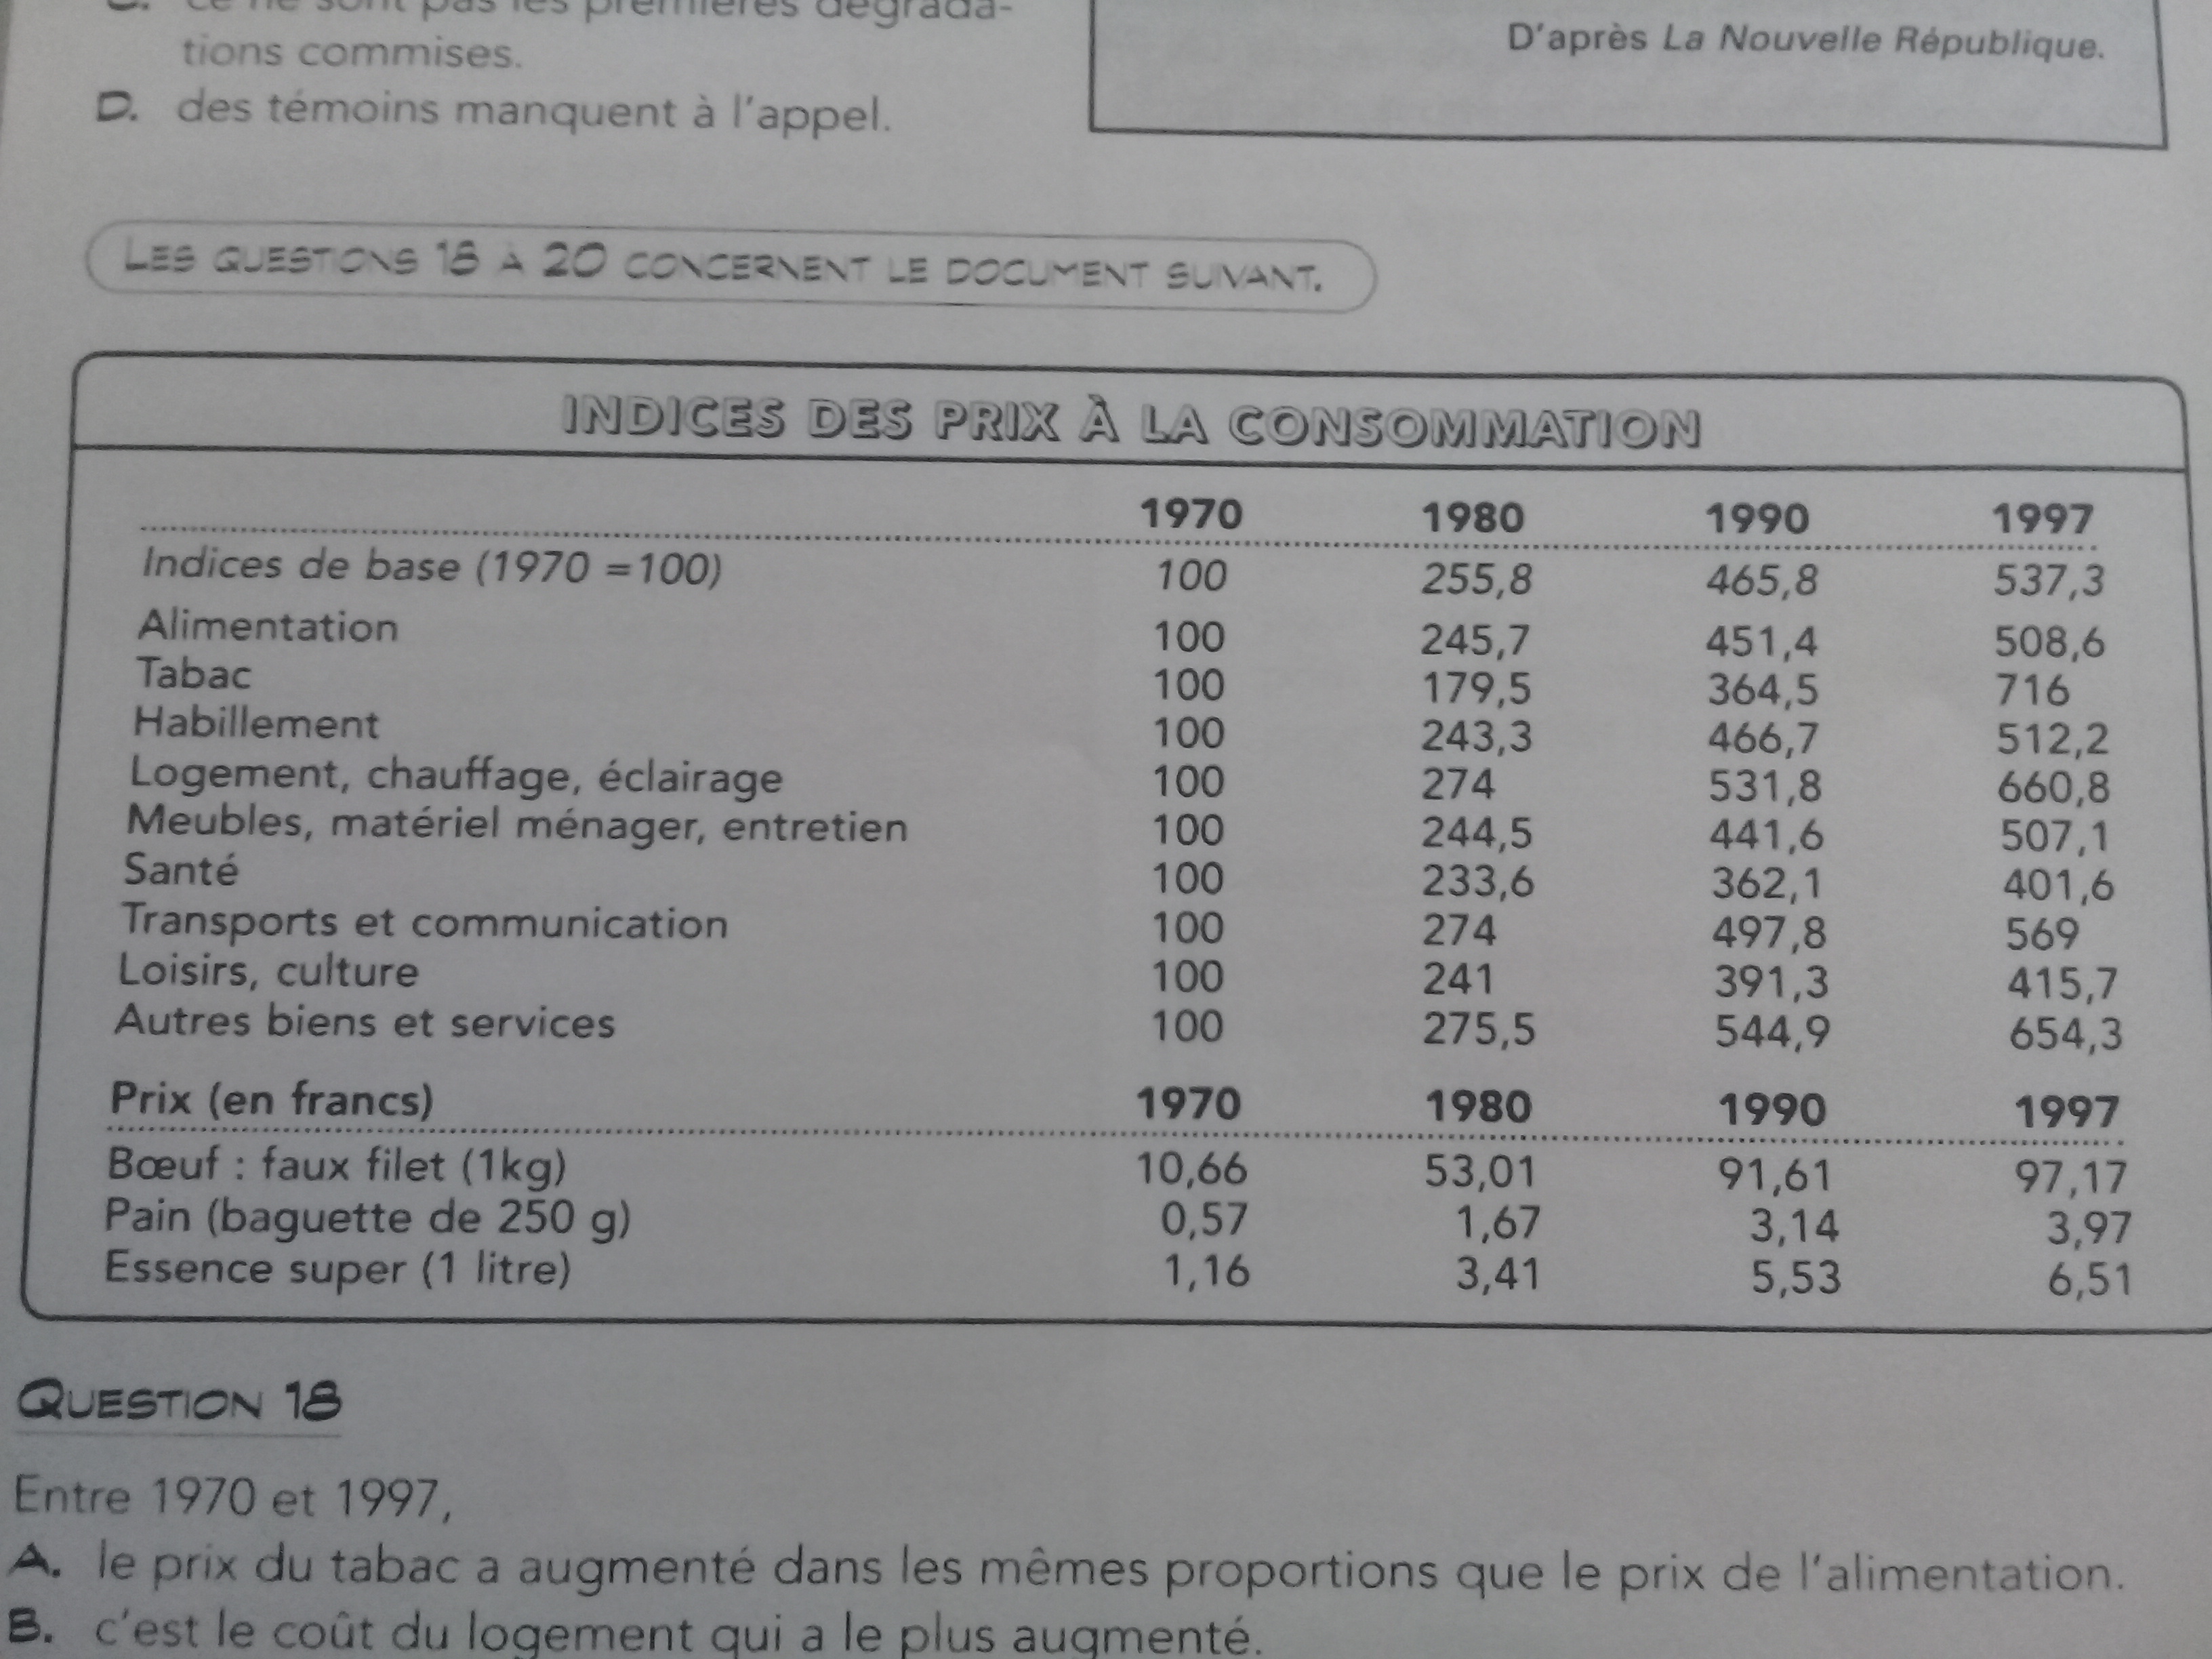 ce ne sont pas les premières dégrada-
tions commises.
D. des témoins manquent à l'appel.
D'après La Nouvelle République.
LES QUESTIONS 18 À 20 CONCERNENT LE DOCUMENT SUIVANT.
INDICES DES PRIX À LA CONSOMMATION
1970 1980 1990 1997
Indices de base (1970 =100) 100 255,8 465,8 537,3
Alimentation 100 245,7 451,4 508,6
Tabac 100 179,5 364,5 716
Habillement 100 243,3 466,7 512,2
Logement, chauffage, éclairage 100 274 531,8 660,8
Meubles, matériel ménager, entretien 100 244,5 441,6 507,1
Santé 100 233,6 362,1 401,6
Transports et communication 100 274 497,8 569
Loisirs, culture 100 241 391,3 415,7
Autres biens et services 100 275,5 544,9 654,3
Prix (en francs) 1970 1980 1990 1997
Bœuf : faux filet (1kg) 10,66 53,01 91,61 97,17
Pain (baguette de 250 g) 0,57 1,67 3,14 3,97
Essence super (1 litre) 1,16 3,41 5,53 6,51
QUESTION 18
Entre 1970 et 1997,
A. le prix du tabac a augmenté dans les mêmes proportions que le prix de l'alimentation.
B. c'est le coût du logement qui a le plus augmenté.